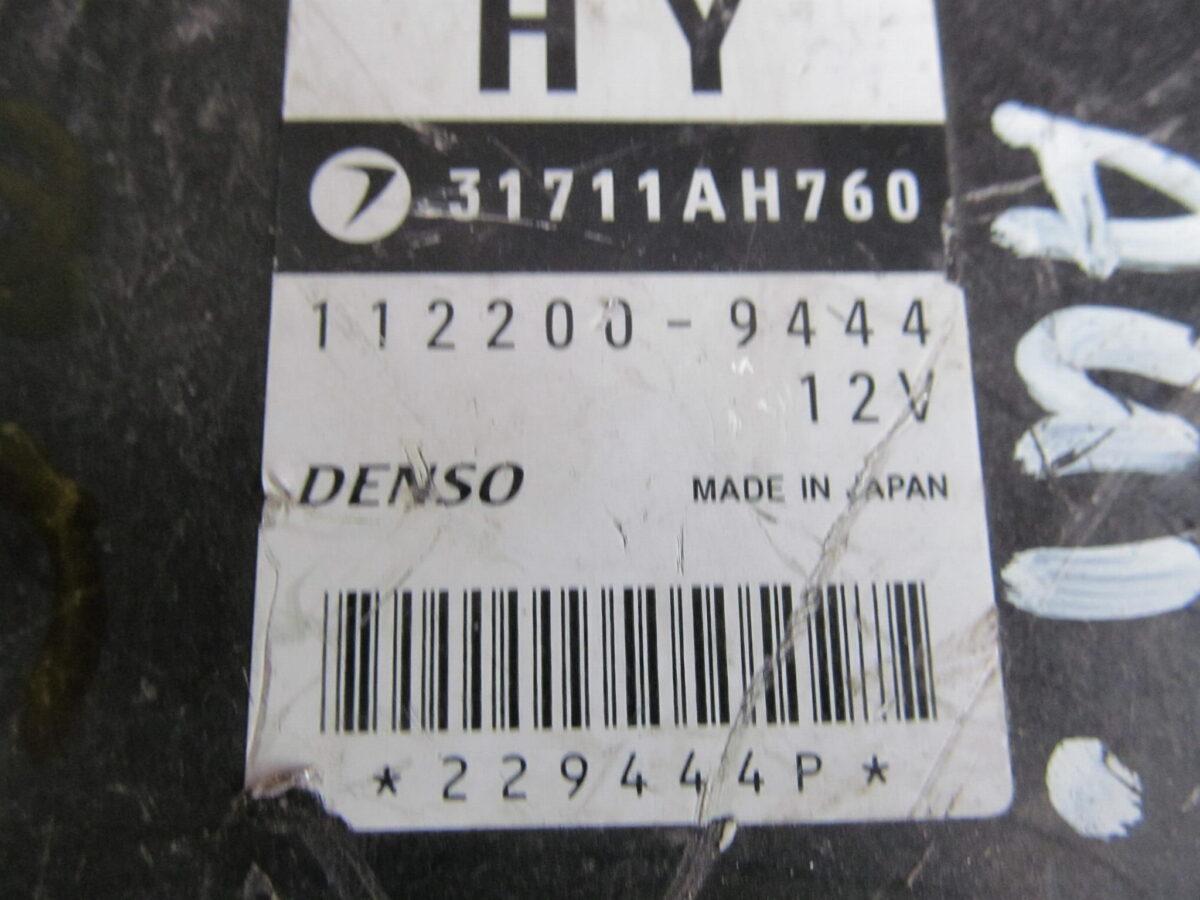 HY
31711AH760
112200-9444
12V
DENSO
MADE IN JAPAN
*229444P*